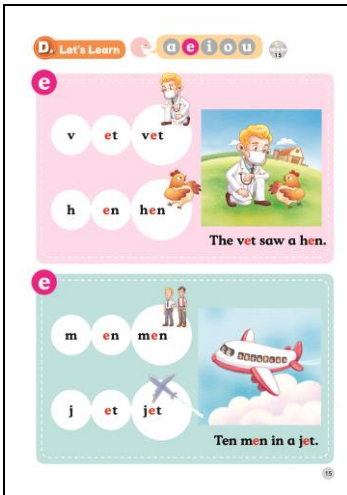 D. Let's Learn
a e i o u
13
e
v et vet
h en hen
The vet saw a hen.
e
m en men
j et jet
Ten men in a jet.
15